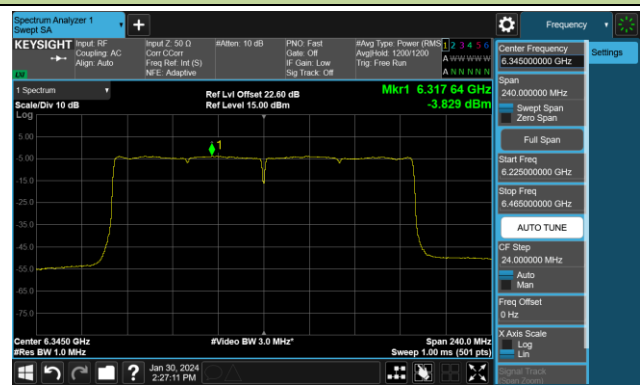 Spectrum Analyzer 1
Swept SA
+
Frequency
KEYSIGHT
Input: RF
Coupling: AC
Align: Auto
Input Z: 50 Ω
Corr CCorr
Freq Ref: Int (S)
NFE: Adaptive
#Atten: 10 dB
PNO: Fast
Gate: Off
IF Gain: Low
Sig Track: Off
#Avg Type: Power (RMS
Avg|Hold: 1200/1200
Trig: Free Run
1 2 3 4 5 6
A W W W W W
A N N N N N
LXI
Center Frequency
6.345000000 GHz
Settings
Span
240.000000 MHz
Swept Span
Zero Span
Full Span
Start Freq
6.225000000 GHz
Stop Freq
6.465000000 GHz
AUTO TUNE
CF Step
24.000000 MHz
Auto
Man
Freq Offset
0 Hz
X Axis Scale
Log
Lin
Signal Track
(Span Zoom)
1 Spectrum
Scale/Div 10 dB
Log
Ref Lvl Offset 22.60 dB
Ref Level 15.00 dBm
Mkr1 6.317 64 GHz
-3.829 dBm
5.00
-5.00
-15.0
-25.0
-35.0
-45.0
-55.0
-65.0
-75.0
1
Center 6.3450 GHz
#Res BW 1.0 MHz
#Video BW 3.0 MHz*
Span 240.0 MHz
Sweep 1.00 ms (501 pts)
?
Jan 30, 2024
2:27:11 PM